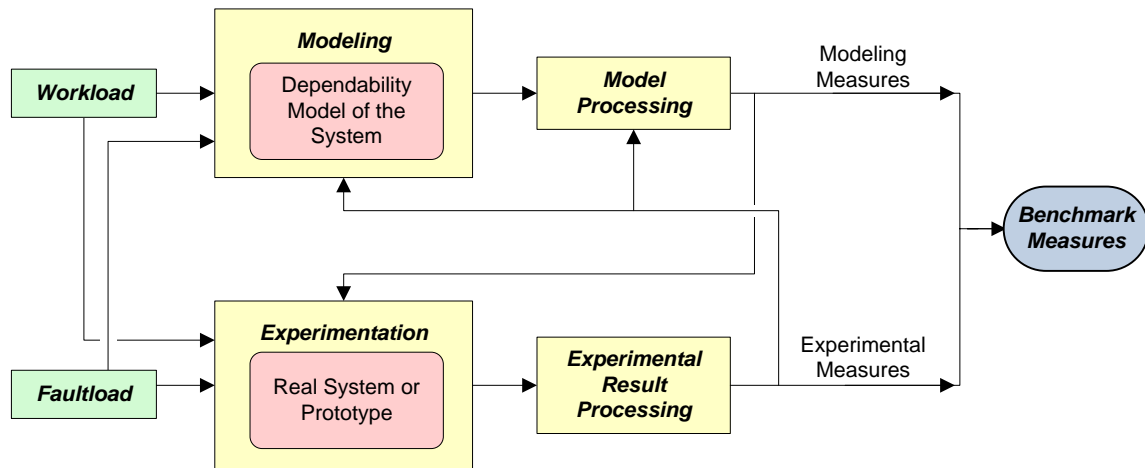 Modeling
Dependability
Model of the
System
Workload
Model
Processing
Modeling
Measures
Benchmark
Measures
Experimentation
Real System or
Prototype
Faultload
Experimental
Result
Processing
Experimental
Measures